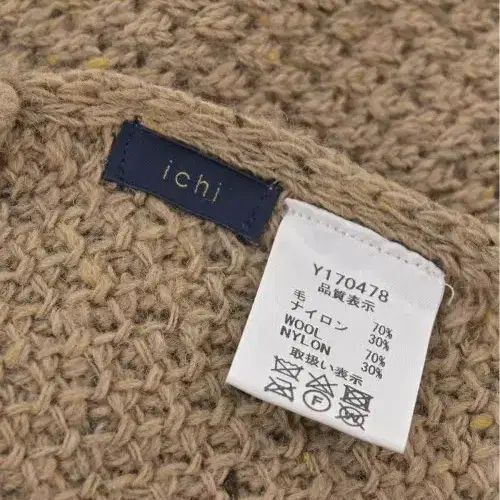 ichi
Y170478
品質表示
毛 70%
ナイロン 30%
WOOL 70%
NYLON 30%
取扱い表示
F